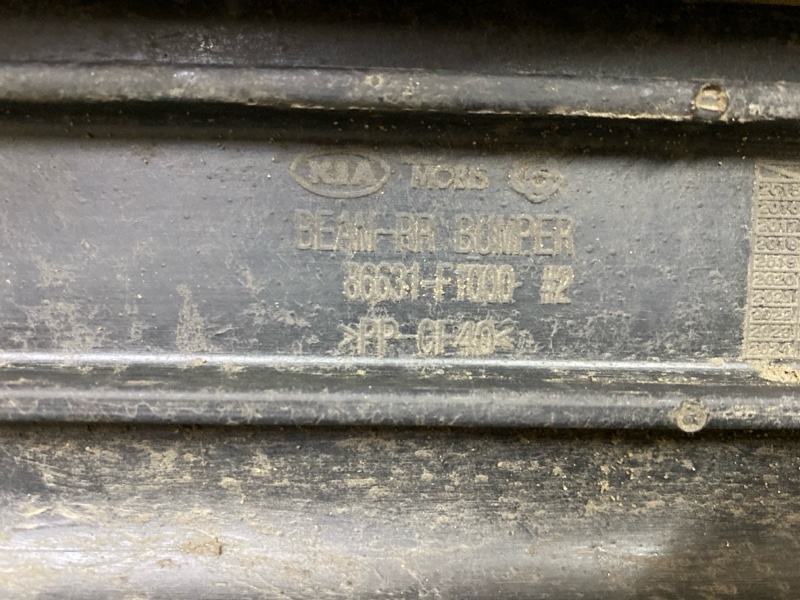 KIA MOBIS
BEAM-RR BUMPER
86631-F1000 #2
>PP-GF40<